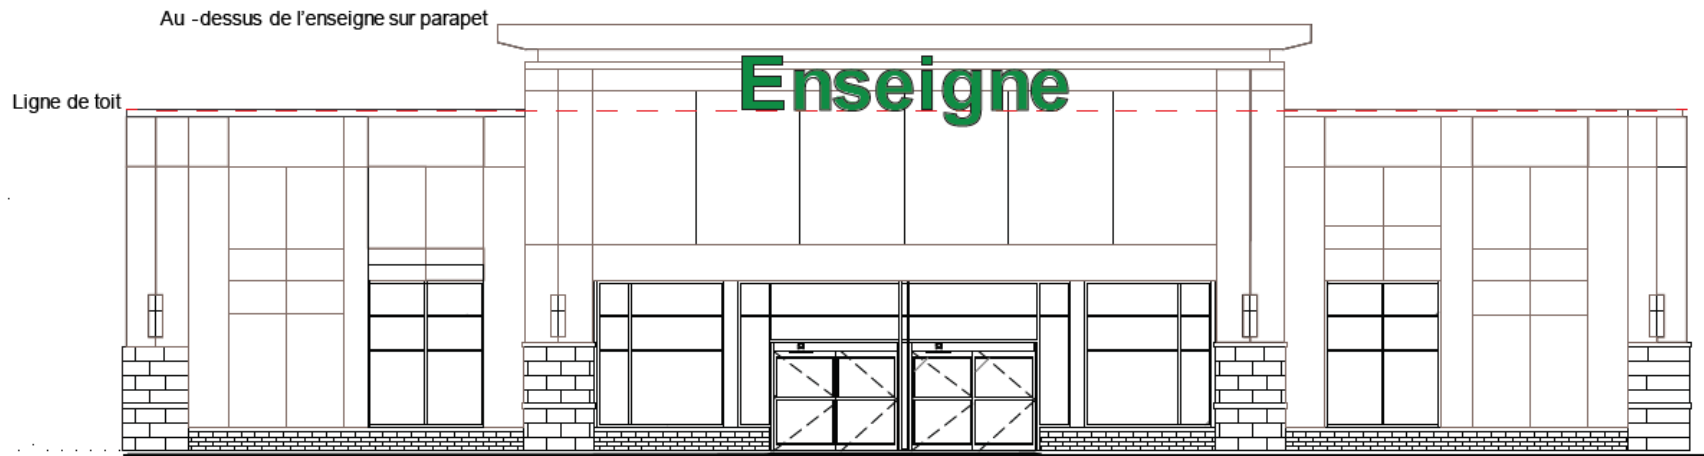 Au -dessus de l'enseigne sur parapet
Enseigne
Ligne de toit